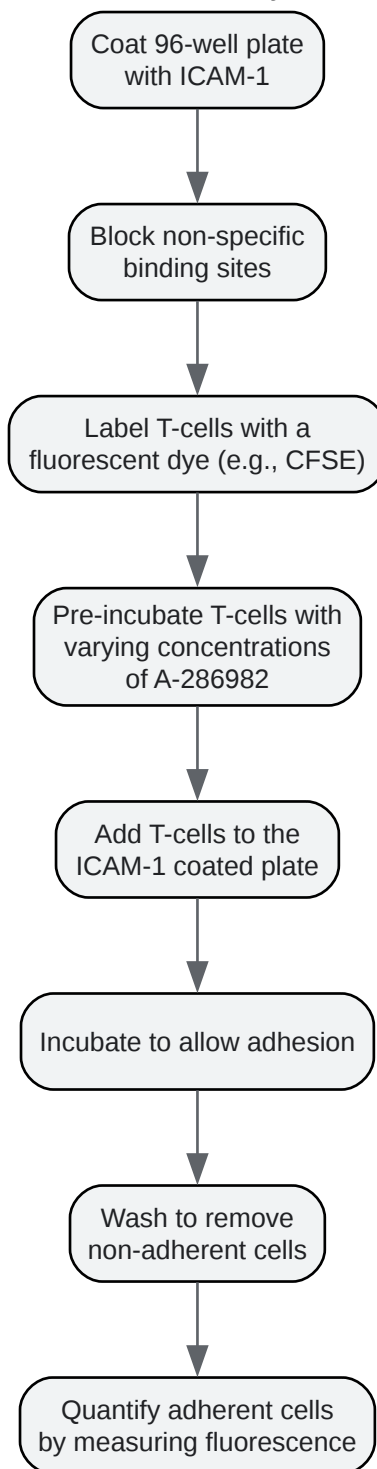 Coat 96-well plate
with ICAM-1
Block non-specific
binding sites
Label T-cells with a
fluorescent dye (e.g., CFSE)
Pre-incubate T-cells with
varying concentrations
of A-286982
Add T-cells to the
ICAM-1 coated plate
Incubate to allow adhesion
Wash to remove
non-adherent cells
Quantify adherent cells
by measuring fluorescence